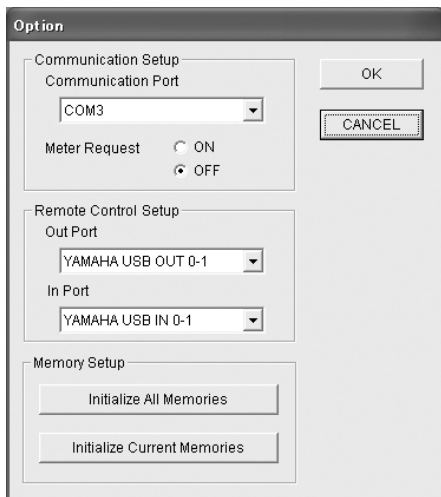 Option
Communication Setup
Communication Port
COM3
Meter Request
ON
OFF
Remote Control Setup
Out Port
YAMAHA USB OUT 0-1
In Port
YAMAHA USB IN 0-1
Memory Setup
Initialize All Memories
Initialize Current Memories
OK
CANCEL